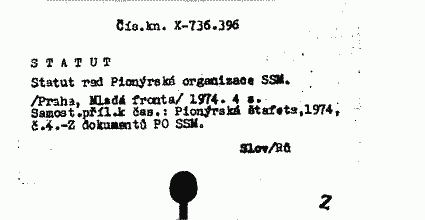 Čís.kn. X-736.396
S T A T U T
Statut rad Pionýrské organizace SSM.
/Praha, Mladá fronta/ 1974. 4 s.
Samost.příl.k čas.: Pionýrská štafeta,1974,
č.4.-Z dokumentů PO SSM.
Slov/Rů
Z